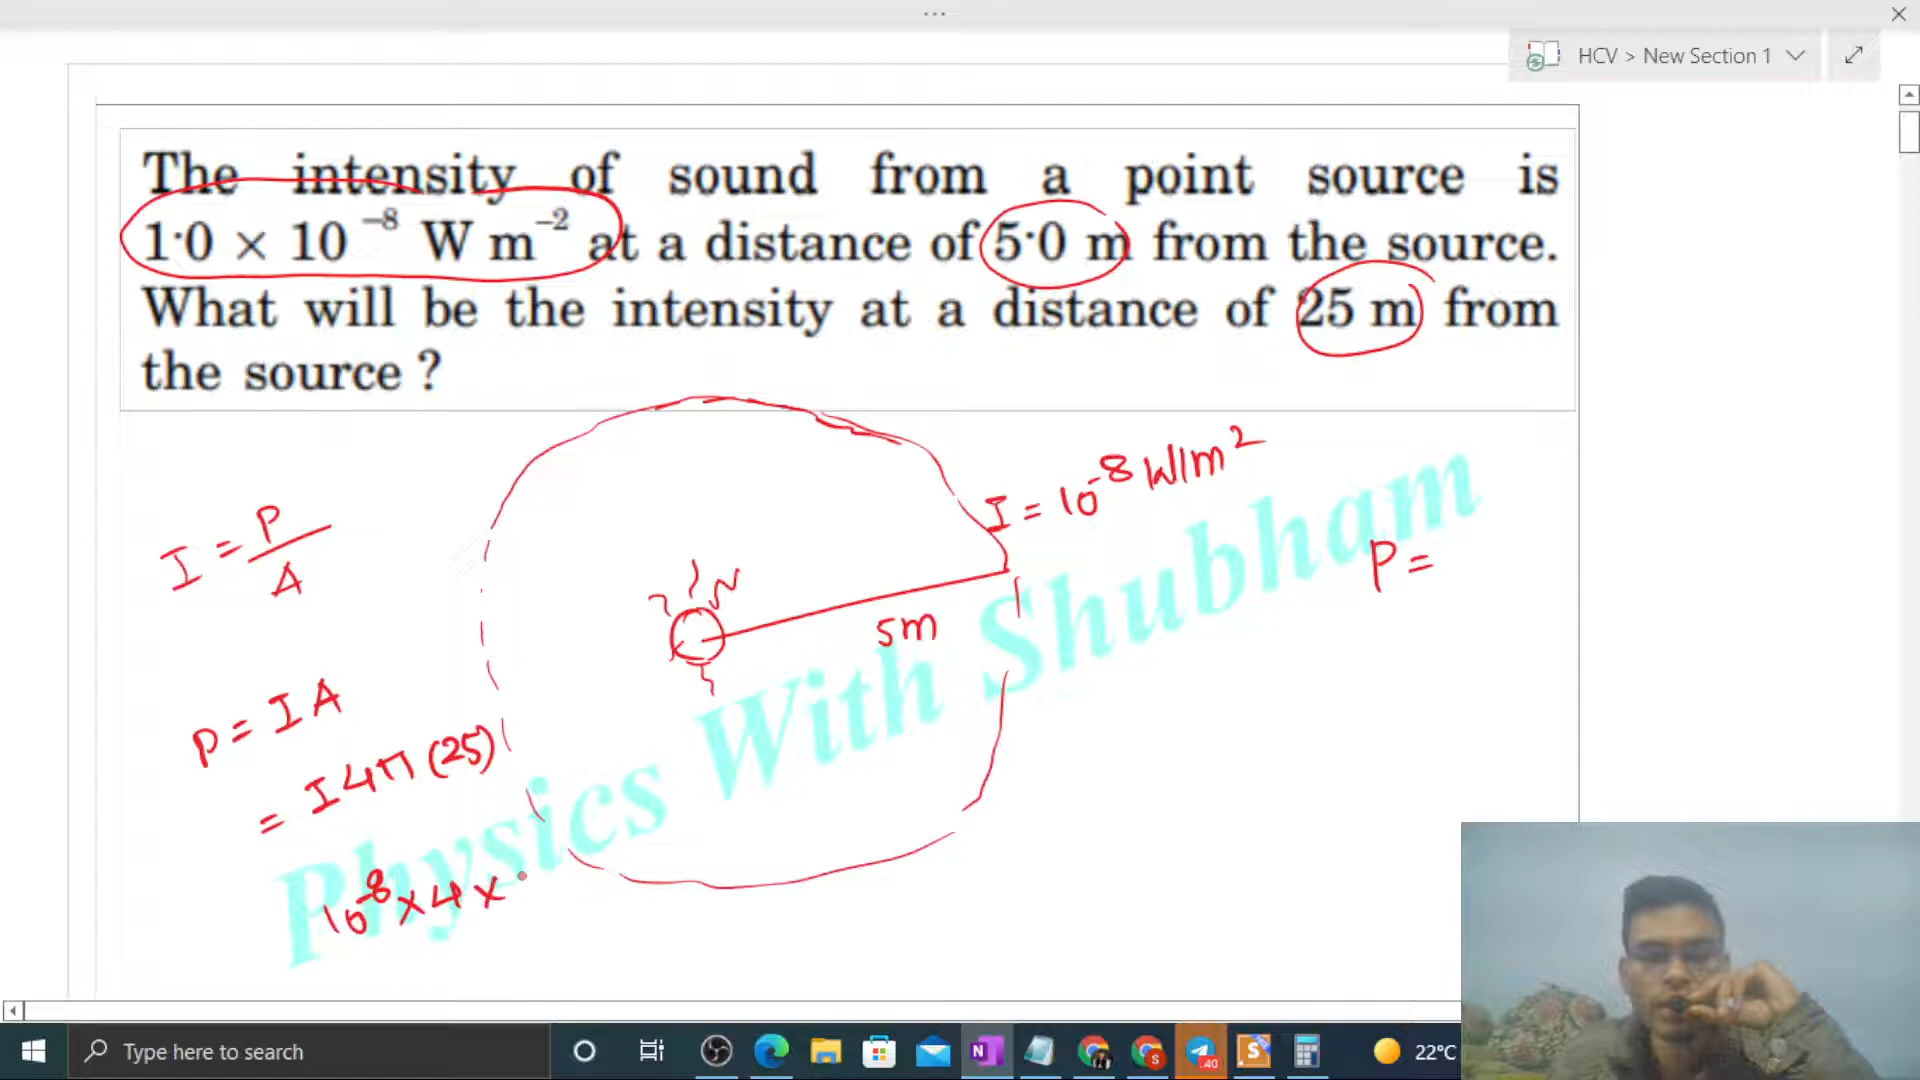 ...
HCV > New Section 1
The intensity of sound from a point source is
1·0 × 10⁻⁸ W m⁻² at a distance of 5·0 m from the source.
What will be the intensity at a distance of 25 m from
the source ?
I = 10⁻⁸ W/m²
I = P/A
P =
5m
P = IA
= I4π(25)
10⁻⁸ × 4 ×
Physics With Shubham
Type here to search
N
S
40
S
22°C